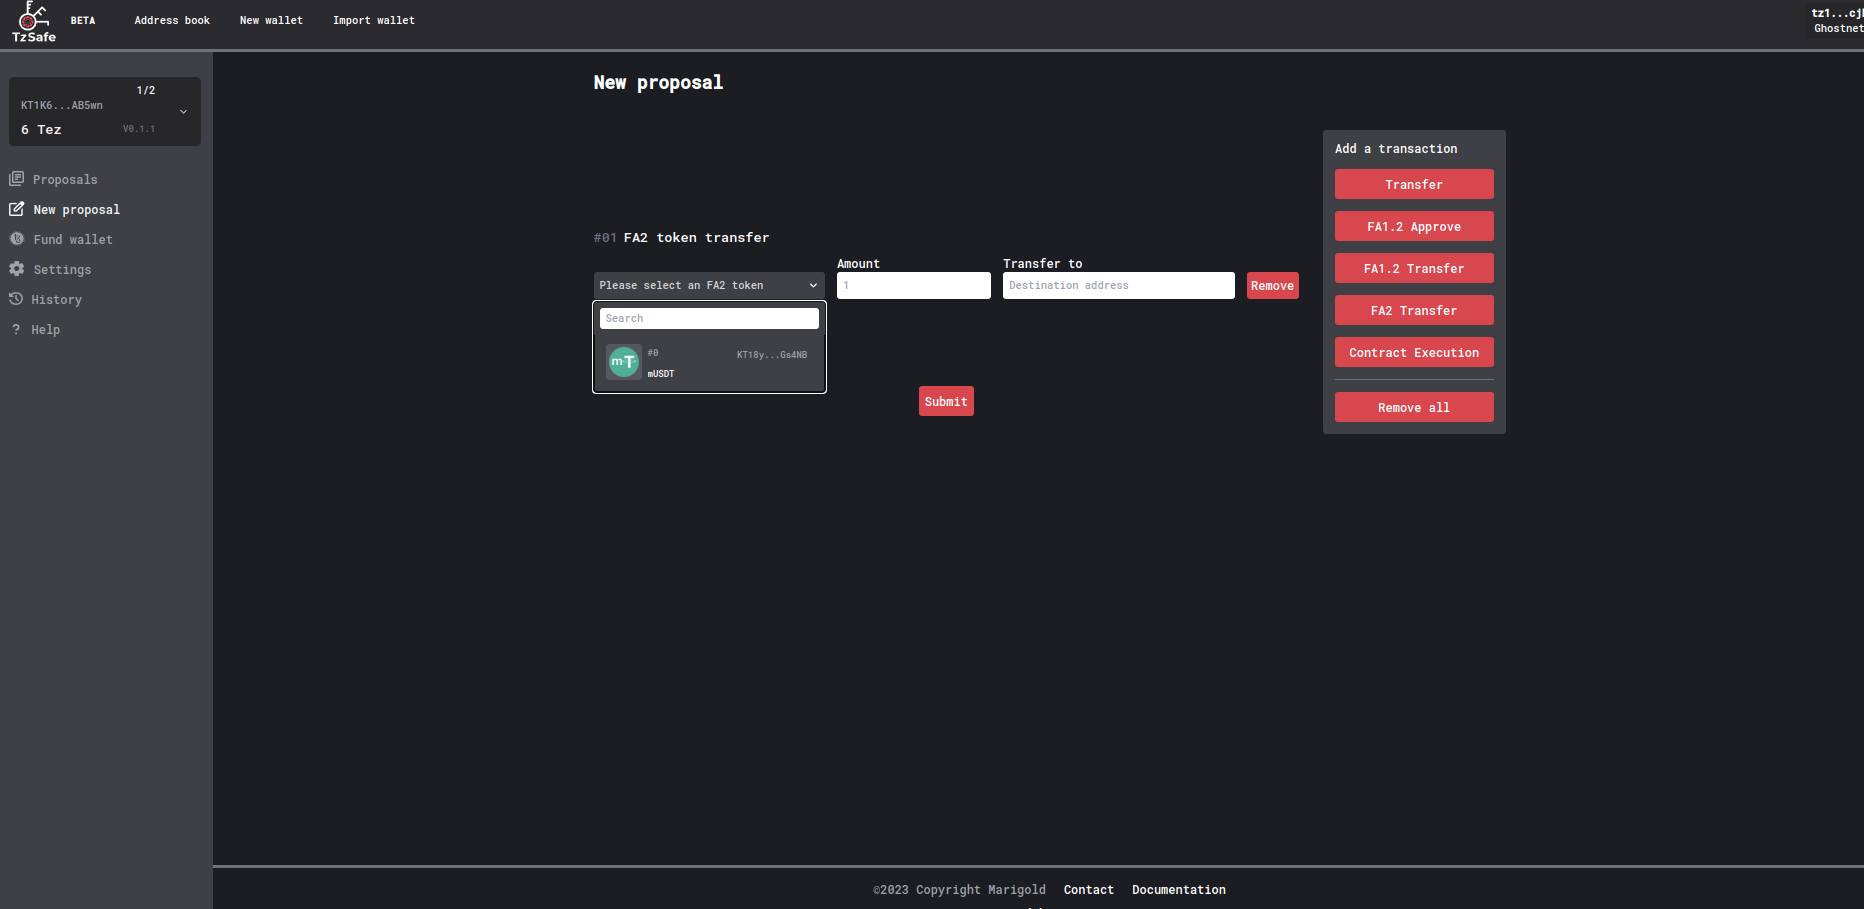 TzSafe
BETA
Address book
New wallet
Import wallet
tz1...cj
Ghostnet
1/2
KT1K6...AB5wn
6 Tez
V0.1.1
Proposals
New proposal
Fund wallet
Settings
History
? Help
New proposal
#01 FA2 token transfer
Amount
Transfer to
Please select an FA2 token
1
Destination address
Remove
Search
mT
#0
KT18y...Gs4NB
mUSDT
Submit
Add a transaction
Transfer
FA1.2 Approve
FA1.2 Transfer
FA2 Transfer
Contract Execution
Remove all
©2023 Copyright Marigold
Contact
Documentation